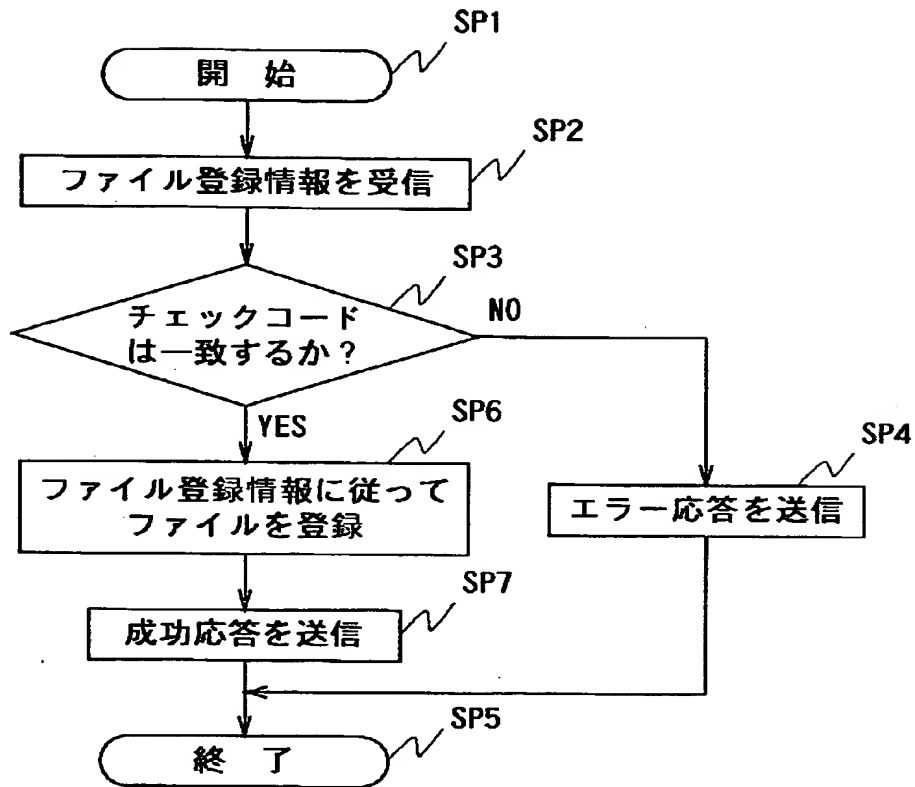 SP1
開 始
SP2
ファイル登録情報を受信
SP3
チェックコード
は一致するか？
NO
YES
SP6
ファイル登録情報に従って
ファイルを登録
SP4
エラー応答を送信
SP7
成功応答を送信
SP5
終 了